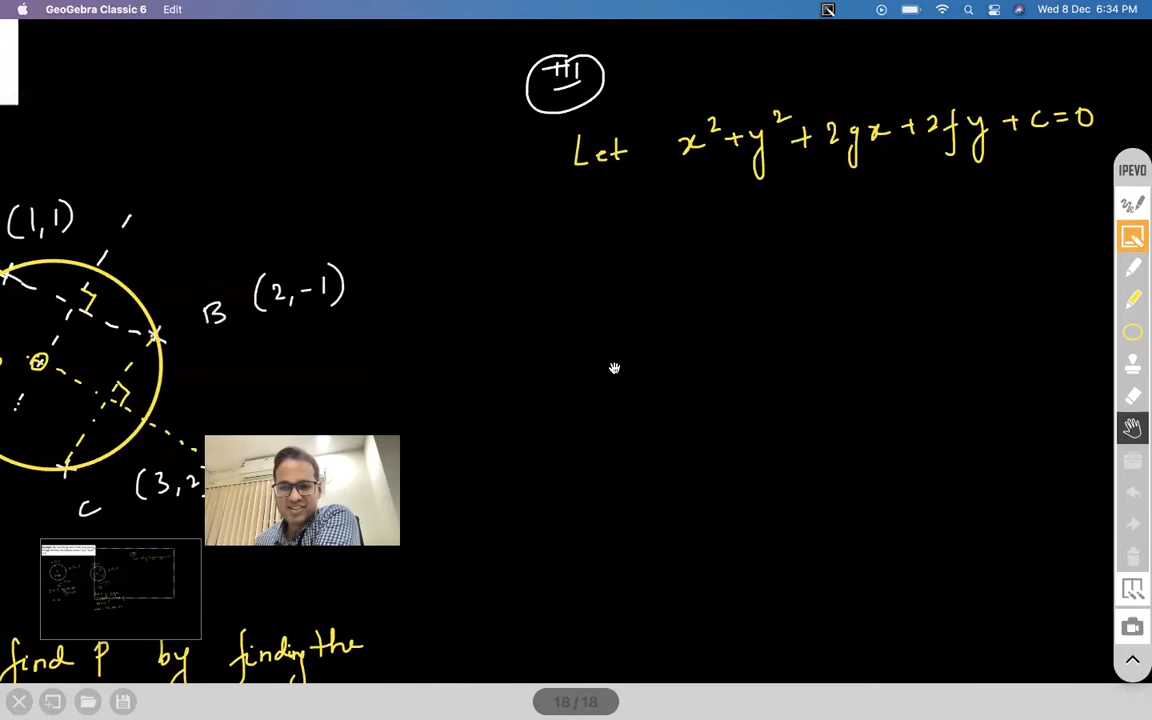 GeoGebra Classic 6 Edit Wed 8 Dec 6:34 PM
III
Let x² + y² + 2gx + 2fy + c = 0
IPEVO
(1, 1)
B (2, -1)
(3, 2
C
find P by finding the
18 / 18